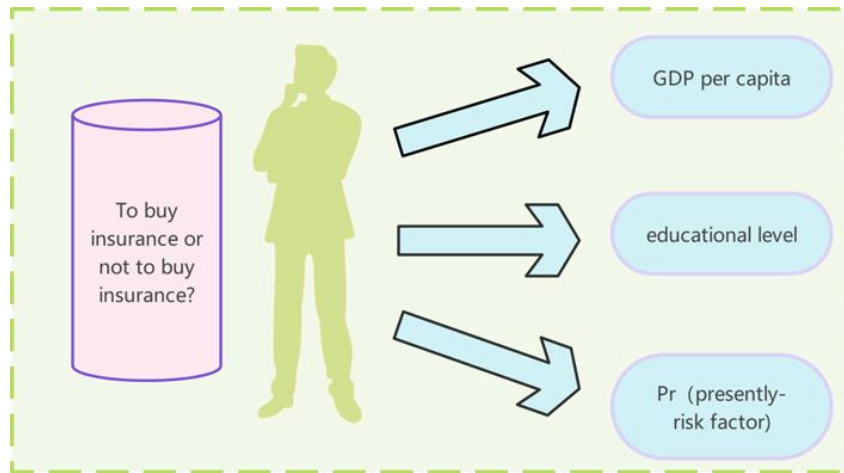 To buy
insurance or
not to buy
insurance?
GDP per capita
educational level
Pr（presently-
risk factor)